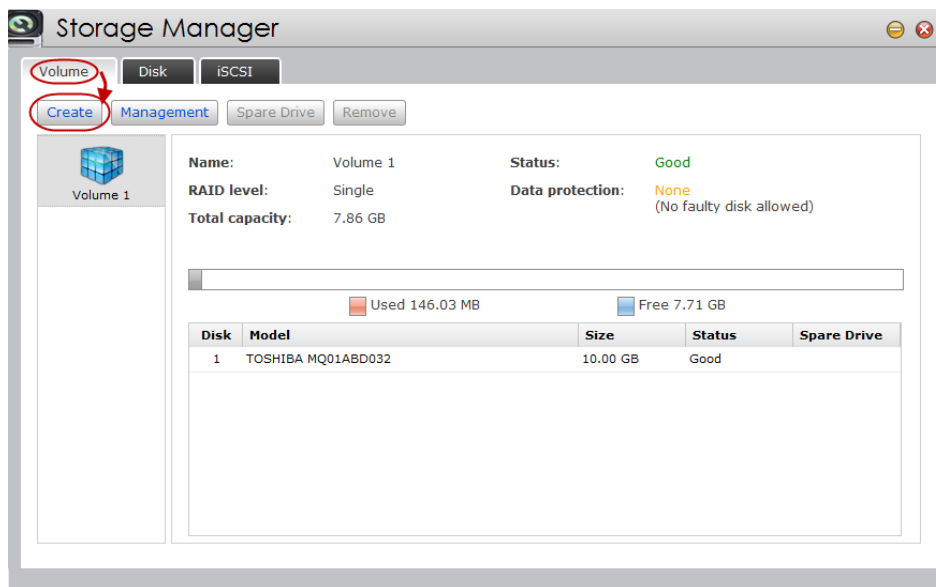 Storage Manager
Volume Disk iSCSI
Create Management Spare Drive Remove
Volume 1
Name: Volume 1 Status: Good
RAID level: Single Data protection: None
(No faulty disk allowed)
Total capacity: 7.86 GB
Used 146.03 MB Free 7.71 GB
Disk Model Size Status Spare Drive
1 TOSHIBA MQ01ABD032 10.00 GB Good